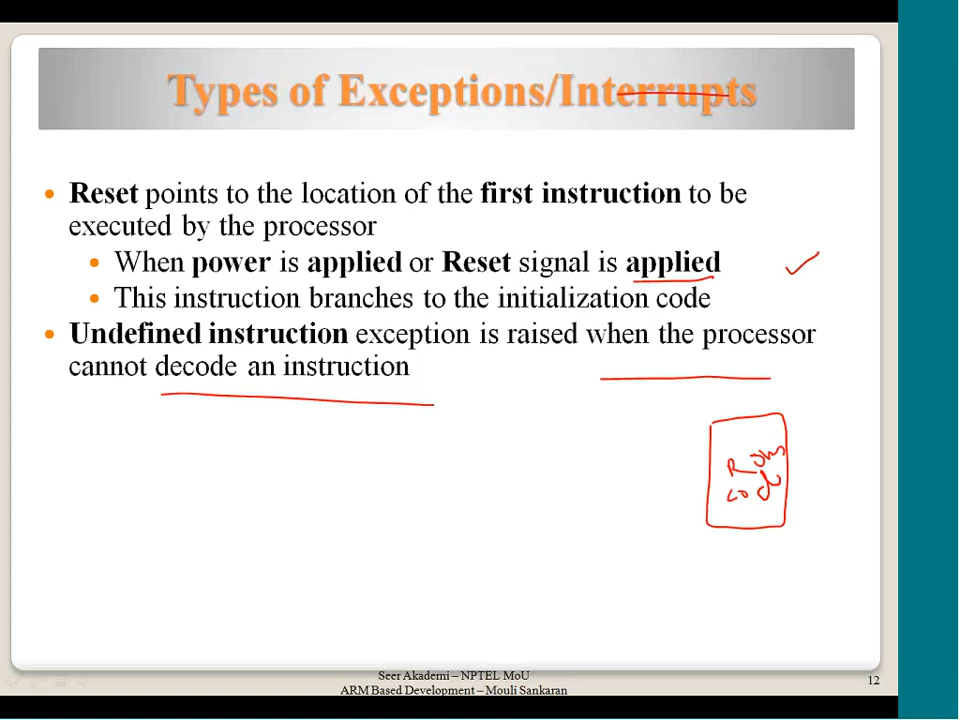 Types of Exceptions/Interrupts
• Reset points to the location of the first instruction to be
executed by the processor
• When power is applied or Reset signal is applied
• This instruction branches to the initialization code
• Undefined instruction exception is raised when the processor
cannot decode an instruction
code
Seer Akademi – NPTEL MoU
ARM Based Development – Mouli Sankaran
12